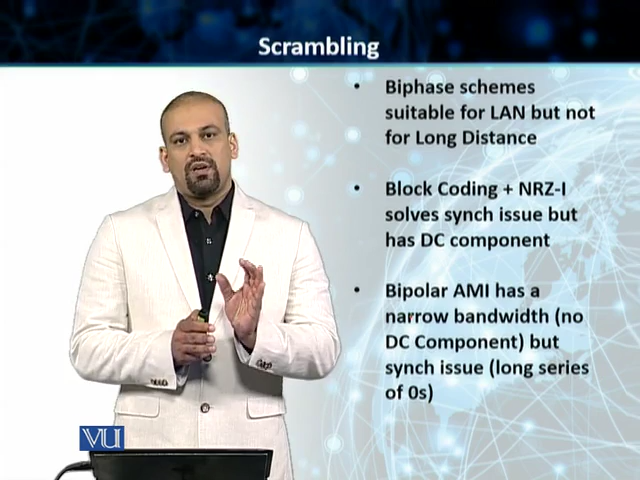 Scrambling
• Biphase schemes
suitable for LAN but not
for Long Distance
• Block Coding + NRZ-I
solves synch issue but
has DC component
• Bipolar AMI has a
narrow bandwidth (no
DC Component) but
synch issue (long series
of 0s)
VU